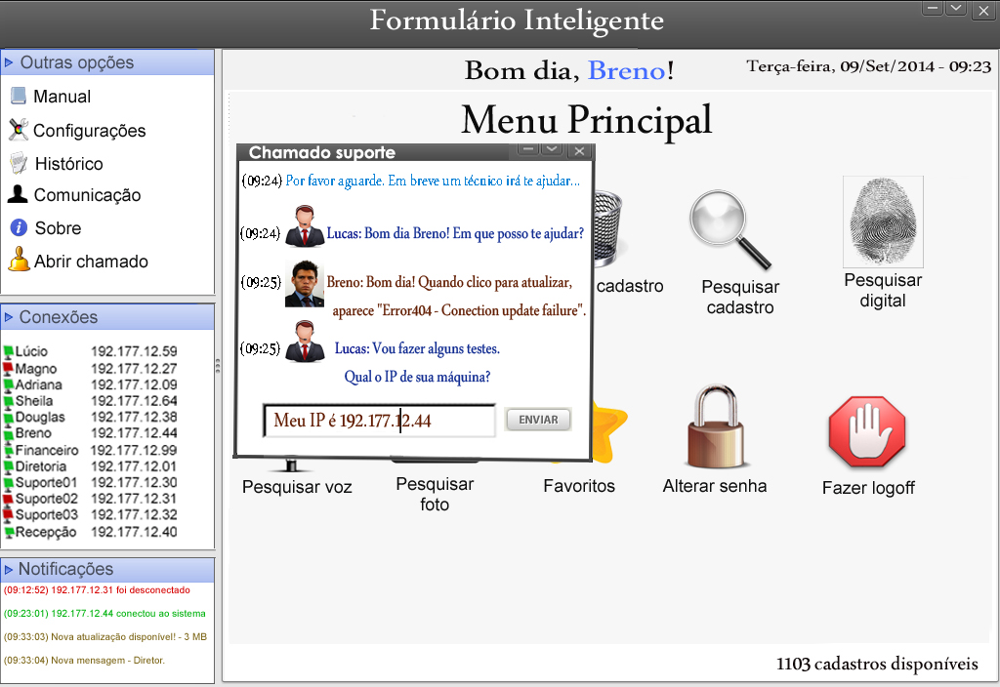 Formulário Inteligente
Outras opções
Manual
Configurações
Histórico
Comunicação
Sobre
Abrir chamado
Conexões
Lúcio 192.177.12.59
Magno 192.177.12.27
Adriana 192.177.12.09
Sheila 192.177.12.64
Douglas 192.177.12.38
Breno 192.177.12.44
Financeiro 192.177.12.99
Diretoria 192.177.12.01
Suporte01 192.177.12.30
Suporte02 192.177.12.31
Suporte03 192.177.12.32
Recepção 192.177.12.40
Notificações
(09:12:52) 192.177.12.31 foi desconectado
(09:23:01) 192.177.12.44 conectou ao sistema
(09:33:03) Nova atualização disponível! - 3 MB
(09:33:04) Nova mensagem - Diretor.
Bom dia, Breno!
Terça-feira, 09/Set/2014 - 09:23
Menu Principal
Chamado suporte
(09:24) Por favor aguarde. Em breve um técnico irá te ajudar...
(09:24) Lucas: Bom dia Breno! Em que posso te ajudar?
(09:25) Breno: Bom dia! Quando clico para atualizar,
aparece "Error404 - Conection update failure".
(09:25) Lucas: Vou fazer alguns testes.
Qual o IP de sua máquina?
Meu IP é 192.177.12.44
ENVIAR
cadastro
Pesquisar
cadastro
Pesquisar
digital
Pesquisar voz
Pesquisar
foto
Favoritos
Alterar senha
Fazer logoff
1103 cadastros disponíveis